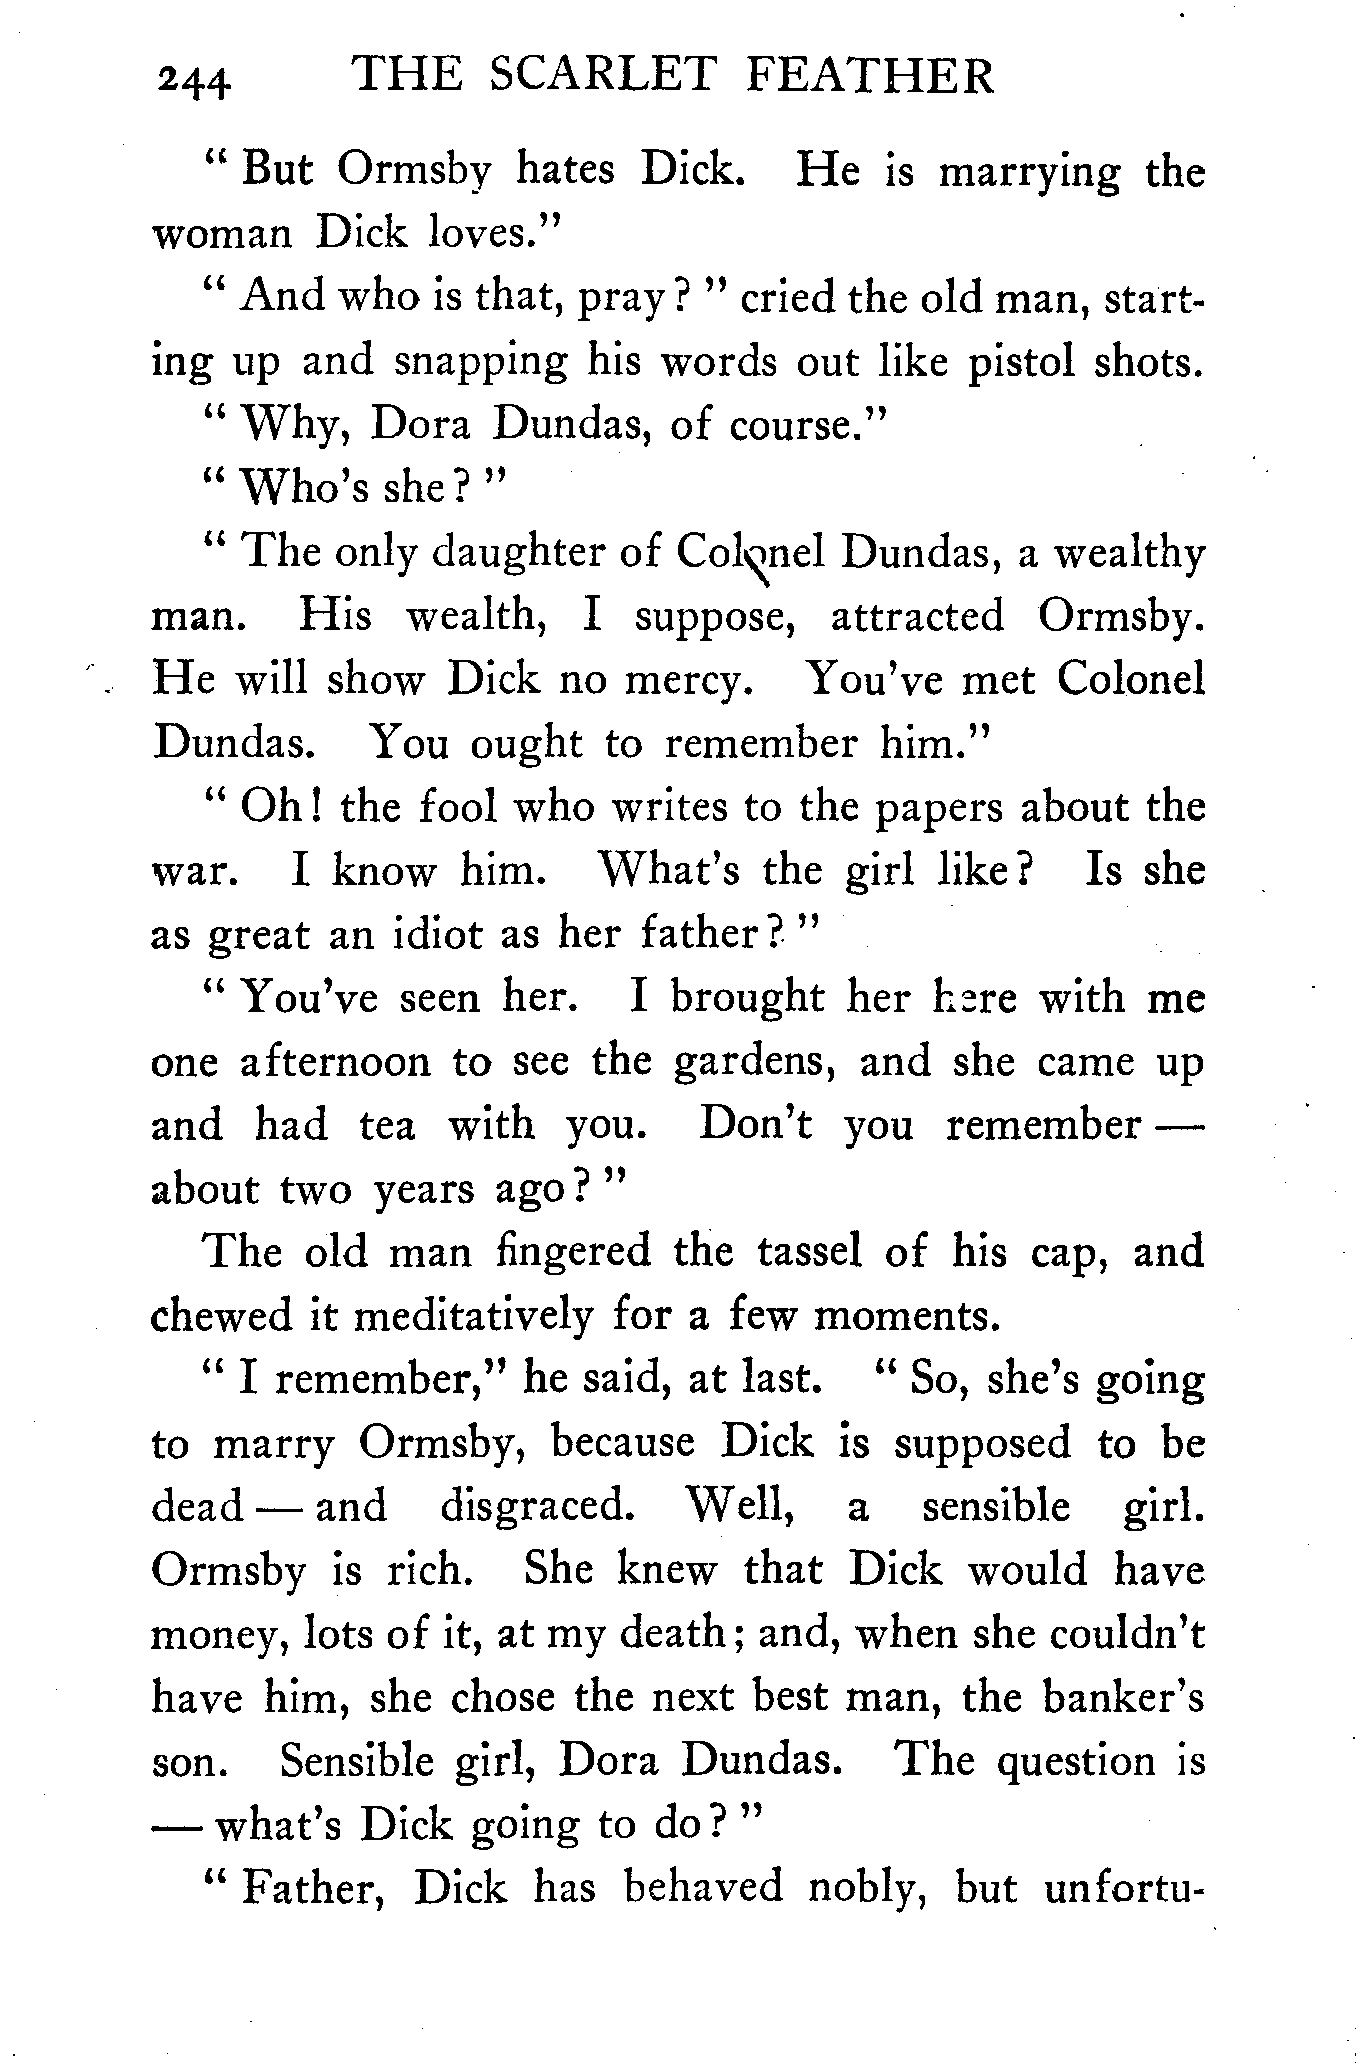 244 THE SCARLET FEATHER
" But Ormsby hates Dick. He is marrying the
woman Dick loves."
" And who is that, pray? " cried the old man, start-
ing up and snapping his words out like pistol shots.
" Why, Dora Dundas, of course."
" Who's she? "
" The only daughter of Colonel Dundas, a wealthy
man. His wealth, I suppose, attracted Ormsby.
He will show Dick no mercy. You've met Colonel
Dundas. You ought to remember him."
" Oh! the fool who writes to the papers about the
war. I know him. What's the girl like? Is she
as great an idiot as her father? "
" You've seen her. I brought her here with me
one afternoon to see the gardens, and she came up
and had tea with you. Don't you remember —
about two years ago? "
The old man fingered the tassel of his cap, and
chewed it meditatively for a few moments.
" I remember," he said, at last. " So, she's going
to marry Ormsby, because Dick is supposed to be
dead — and disgraced. Well, a sensible girl.
Ormsby is rich. She knew that Dick would have
money, lots of it, at my death; and, when she couldn't
have him, she chose the next best man, the banker's
son. Sensible girl, Dora Dundas. The question is
— what's Dick going to do? "
" Father, Dick has behaved nobly, but unfortu-